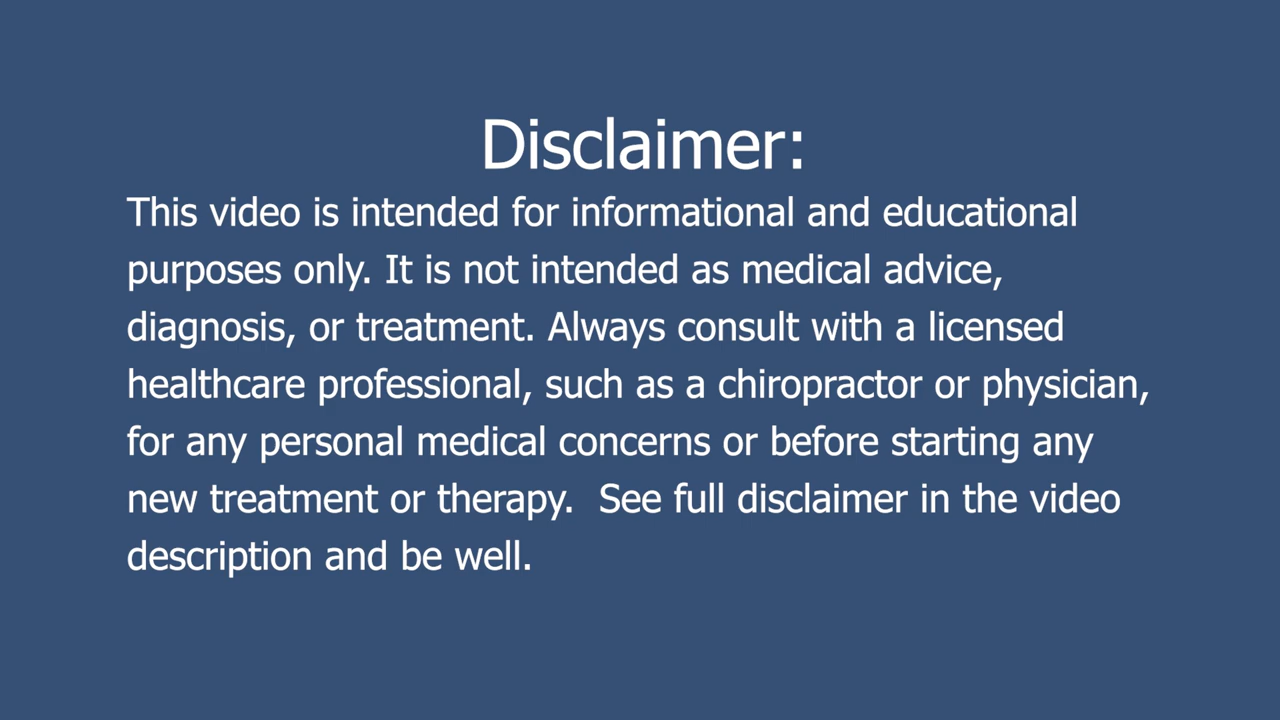 Disclaimer:
This video is intended for informational and educational
purposes only. It is not intended as medical advice,
diagnosis, or treatment. Always consult with a licensed
healthcare professional, such as a chiropractor or physician,
for any personal medical concerns or before starting any
new treatment or therapy.  See full disclaimer in the video
description and be well.